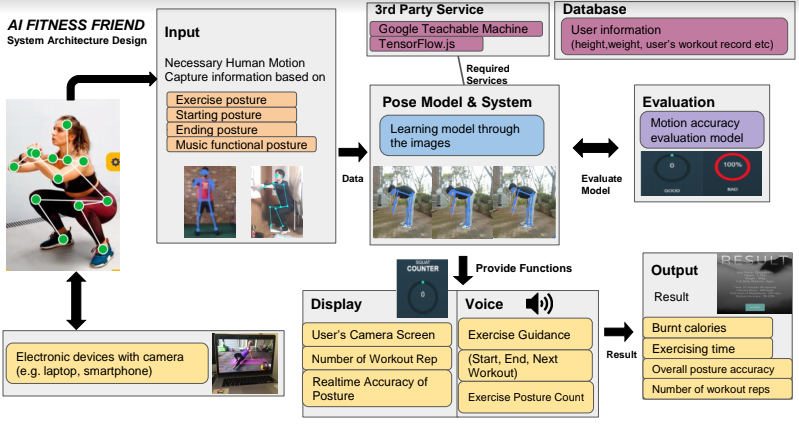 AI FITNESS FRIEND
System Architecture Design
Input
Necessary Human Motion
Capture information based on
Exercise posture
Starting posture
Ending posture
Music functional posture
3rd Party Service
Google Teachable Machine
TensorFlow.js
Required
Services
Database
User information
(height,weight, user's workout record etc)
Pose Model & System
Learning model through
the images
Data
Evaluate
Model
Evaluation
Motion accuracy
evaluation model
0
GOOD
100%
BAD
Provide Functions
SQUAT
COUNTER
0
Display
User's Camera Screen
Number of Workout Rep
Realtime Accuracy of
Posture
Voice
Exercise Guidance
(Start, End, Next
Workout)
Exercise Posture Count
Result
Output
Result
RESULT
Burnt calories
Exercising time
Overall posture accuracy
Number of workout reps
Electronic devices with camera
(e.g. laptop, smartphone)